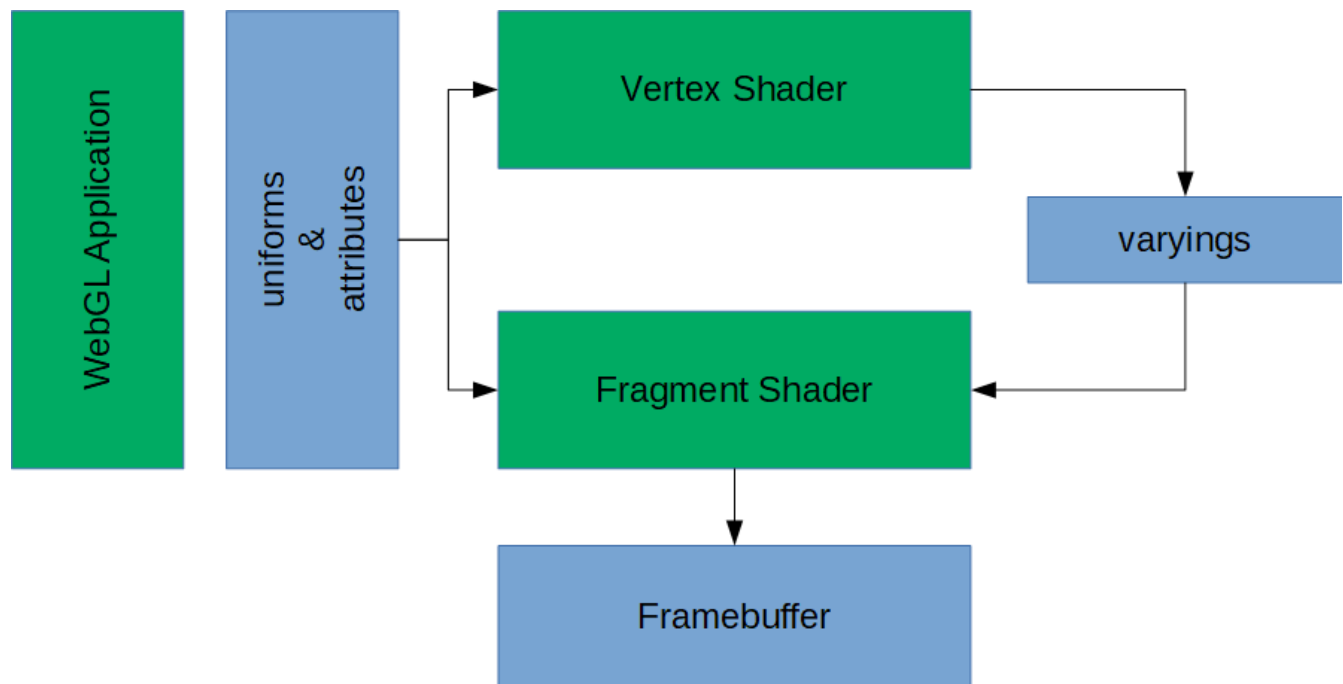 WebGL Application
uniforms
&
attributes
Vertex Shader
varyings
Fragment Shader
Framebuffer